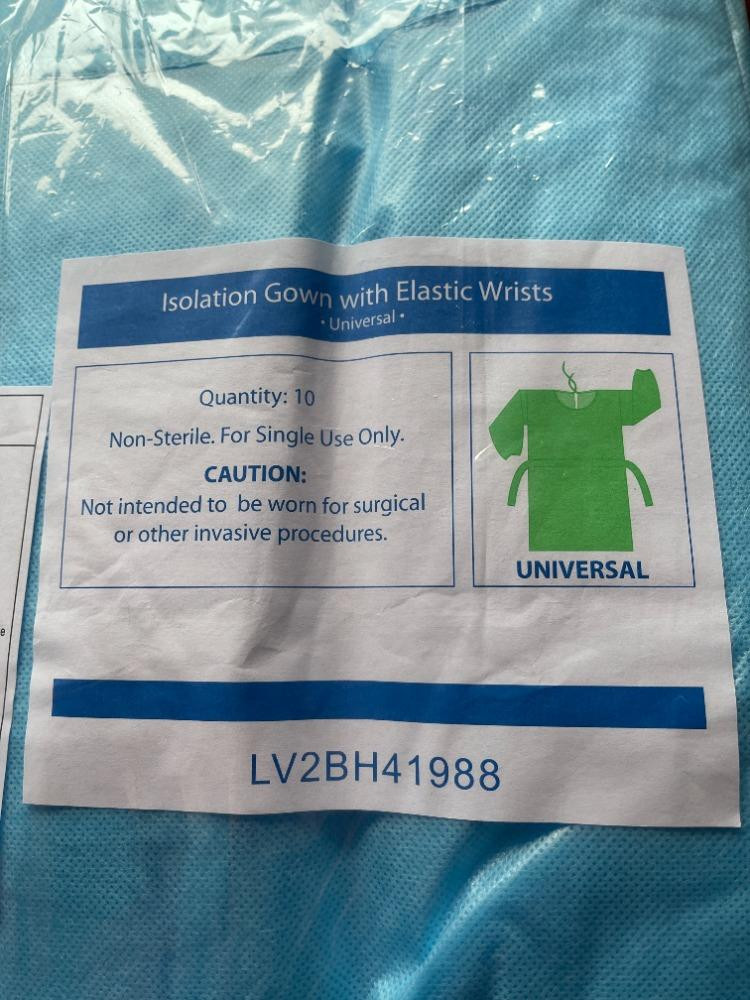 Isolation Gown with Elastic Wrists
• Universal •
Quantity: 10
Non-Sterile. For Single Use Only.
CAUTION:
Not intended to be worn for surgical
or other invasive procedures.
UNIVERSAL
LV2BH41988
e